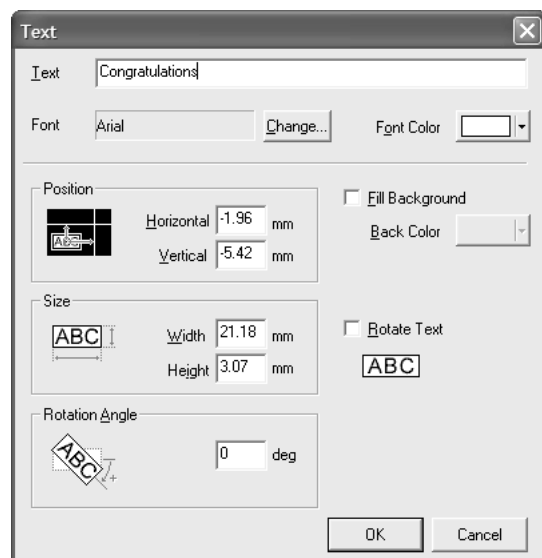 Text
Text Congratulations
Font Arial Change... Font Color
Position
ABC
Horizontal -1.96 mm
Vertical -5.42 mm
Fill Background
Back Color
Size
ABC
Width 21.18 mm
Height 3.07 mm
Rotate Text
ABC
Rotation Angle
ABC
0 deg
OK Cancel